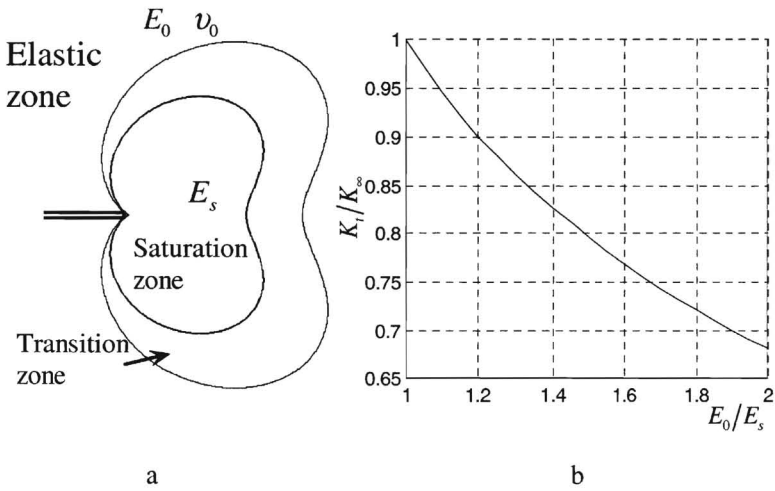 E₀ υ₀
Elastic
zone
Eₛ
Saturation
zone
Transition
zone
a
1
0.95
0.9
0.85
0.8
0.75
0.7
0.65
Kₜ/K∞
1
1.2
1.4
1.6
1.8
2
E₀/Eₛ
b